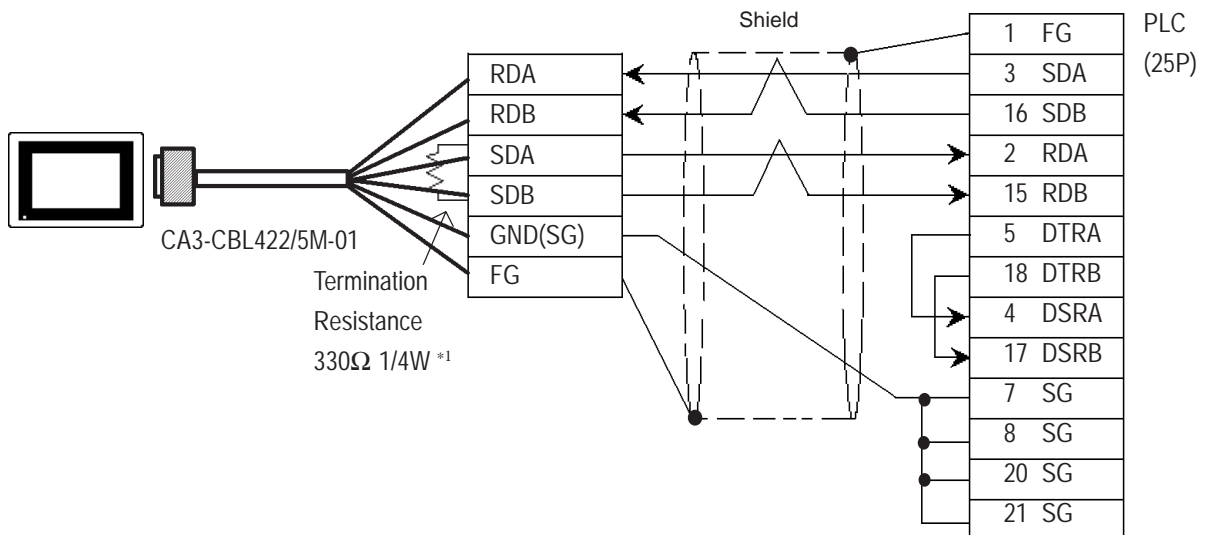 Shield
PLC
(25P)
RDA
RDB
SDA
SDB
GND(SG)
FG
CA3-CBL422/5M-01
Termination
Resistance
330Ω 1/4W *1
1 FG
3 SDA
16 SDB
2 RDA
15 RDB
5 DTRA
18 DTRB
4 DSRA
17 DSRB
7 SG
8 SG
20 SG
21 SG